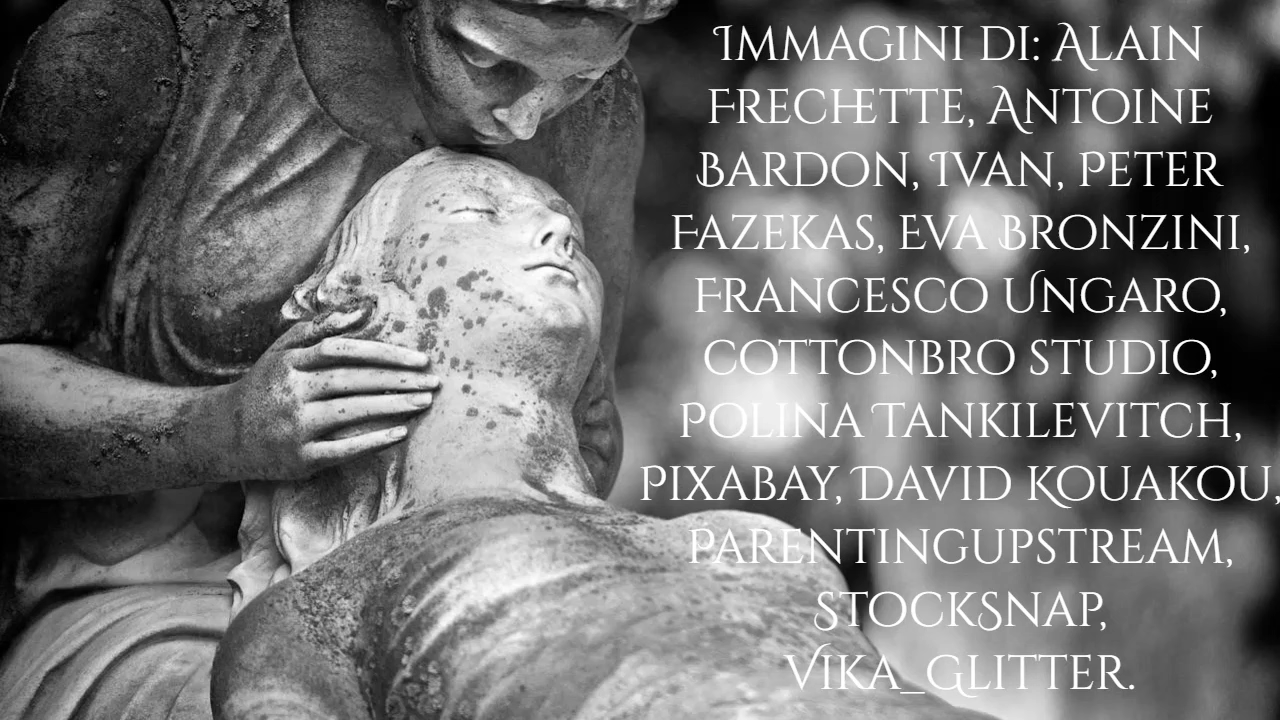 Immagini di: Alain
Frechette, Antoine
Bardon, Ivan, Peter
Fazekas, Eva Bronzini,
Francesco Ungaro,
cottonbro studio,
Polina Tankilevitch,
Pixabay, David Kouakou,
Parentingupstream,
StockSnap,
Vika_Glitter.